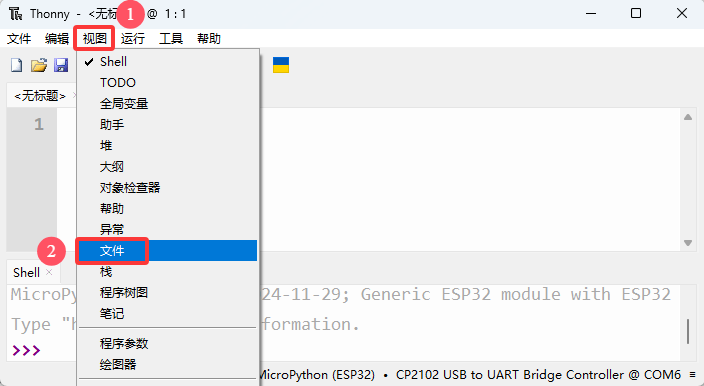 Thonny - <无标 @ 1 : 1
1
文件 编辑 视图 运行 工具 帮助
<无标题> ×
1
Shell
TODO
全局变量
助手
堆
大纲
对象检查器
帮助
异常
2
文件
栈
程序树图
笔记
程序参数
绘图器
Shell ×
MicroPy 24-11-29; Generic ESP32 module with ESP32
Type "h formation.
>>>
MicroPython (ESP32) • CP2102 USB to UART Bridge Controller @ COM6 ≡